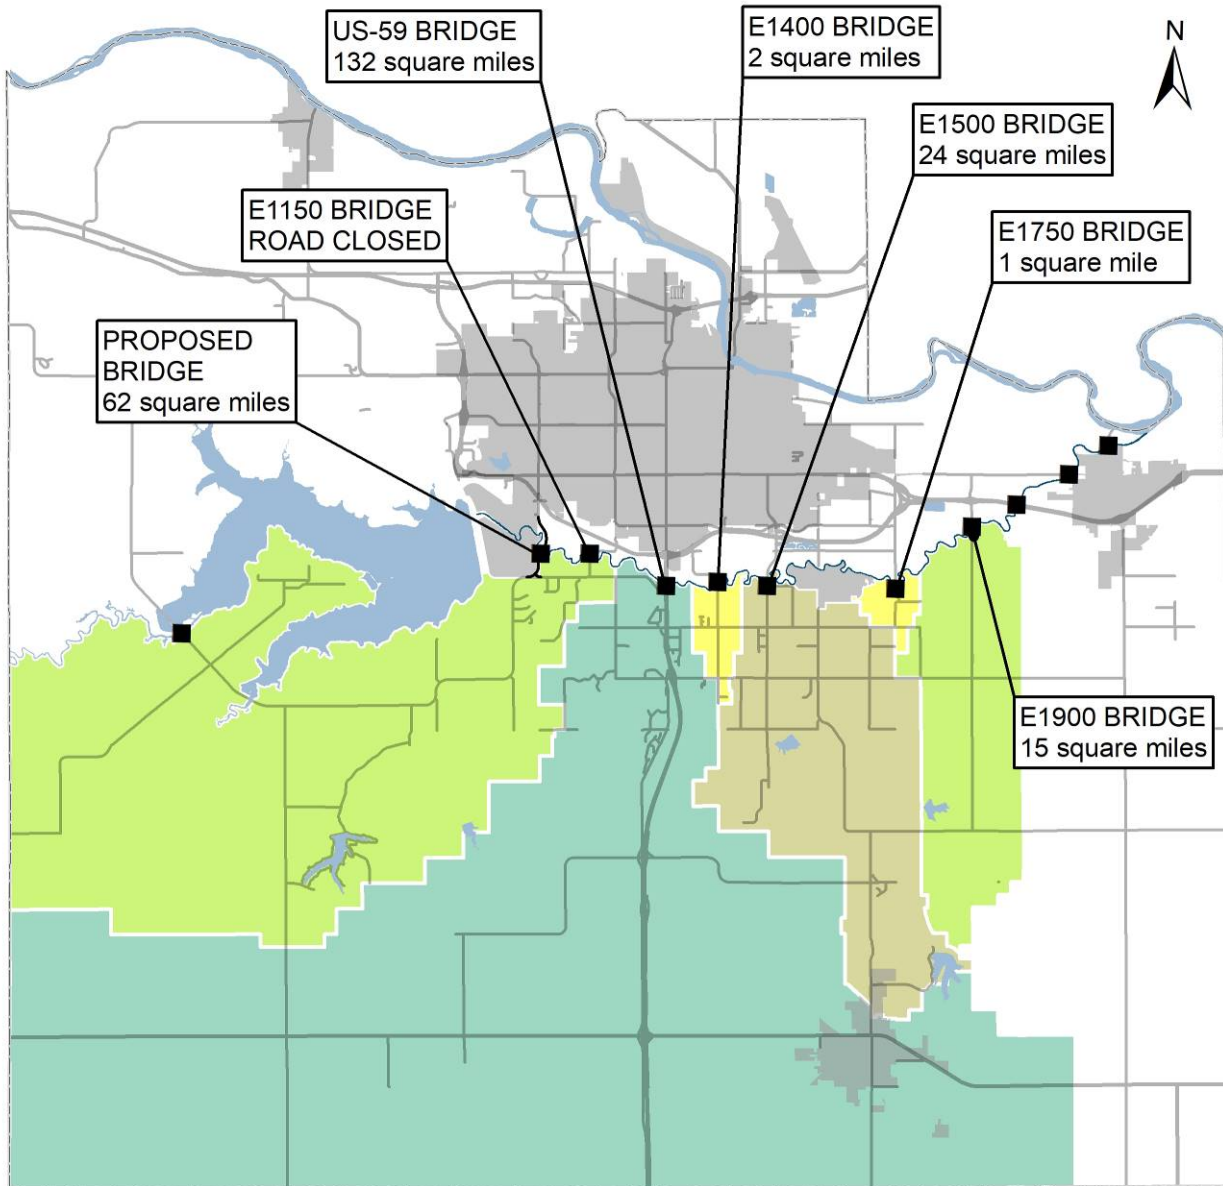 US-59 BRIDGE
132 square miles
E1400 BRIDGE
2 square miles
N
E1500 BRIDGE
24 square miles
E1150 BRIDGE
ROAD CLOSED
E1750 BRIDGE
1 square mile
PROPOSED
BRIDGE
62 square miles
E1900 BRIDGE
15 square miles